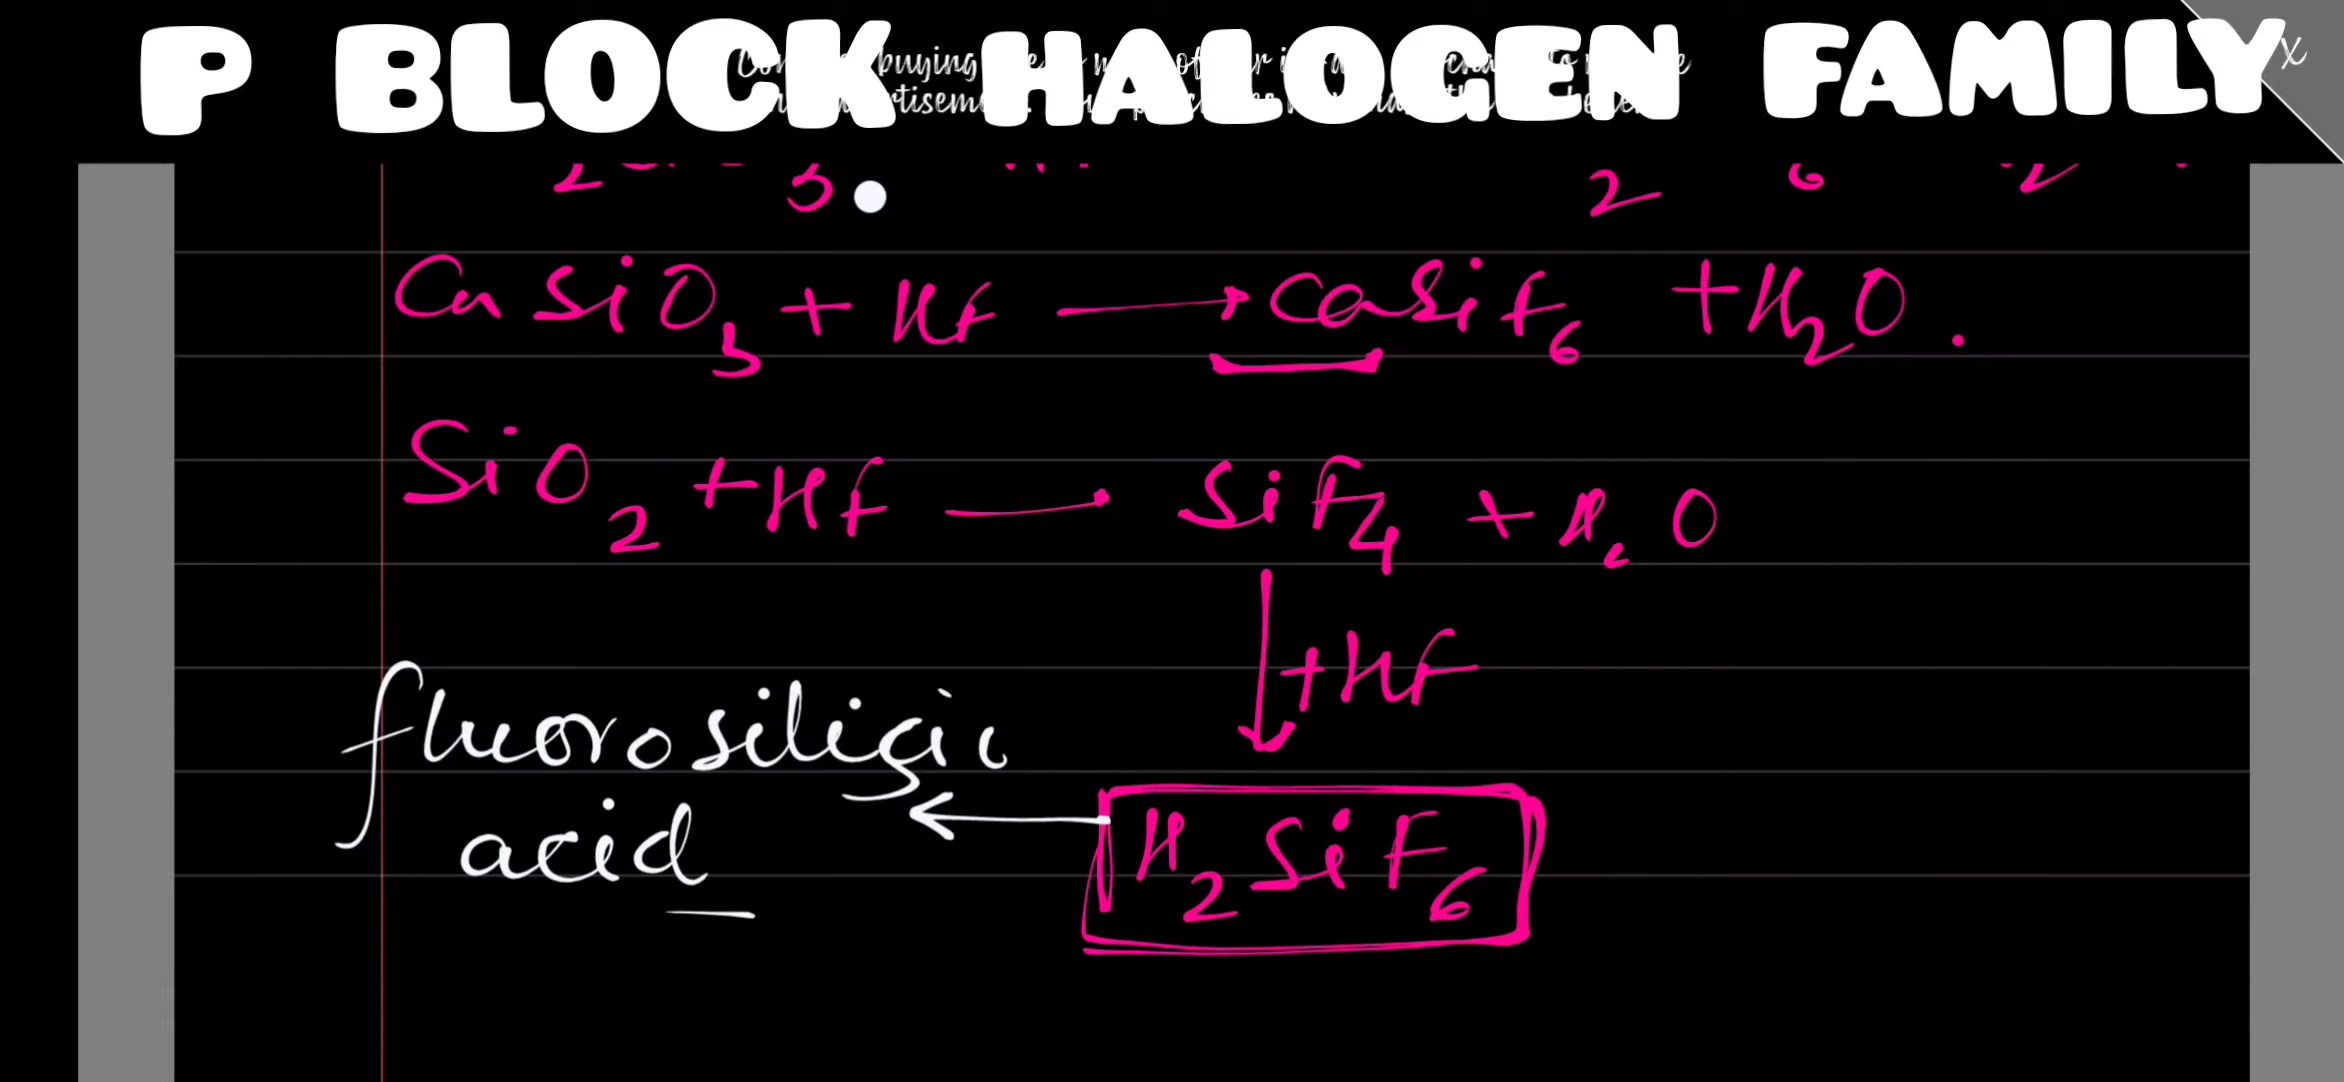 P BLOCK HALOGEN FAMILY
CaSiO3 + HF → CaSiF6 + H2O.
SiO2 + HF → SiF4 + H2O
↓ + HF
fluorosilicic
acid
H2SiF6